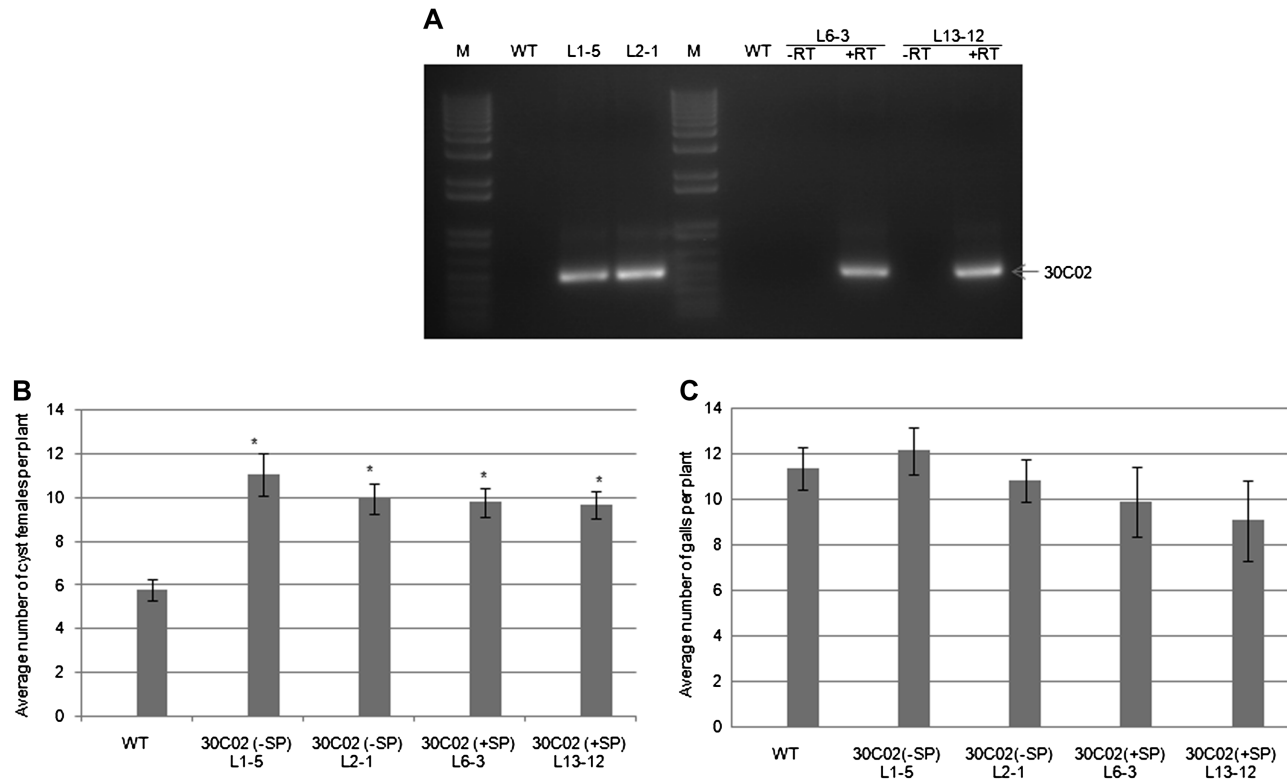 A
M WT L1-5 L2-1 M WT L6-3 L13-12
-RT +RT -RT +RT
30C02
B
Average number of cyst females per plant
14
12
10
8
6
4
2
0
*
*
*
*
WT 30C02 (-SP) 30C02 (-SP) 30C02 (+SP) 30C02 (+SP)
L1-5 L2-1 L6-3 L13-12
C
Average number of galls per plant
14
12
10
8
6
4
2
0
WT 30C02(-SP) 30C02(-SP) 30C02(+SP) 30C02(+SP)
L1-5 L2-1 L6-3 L13-12